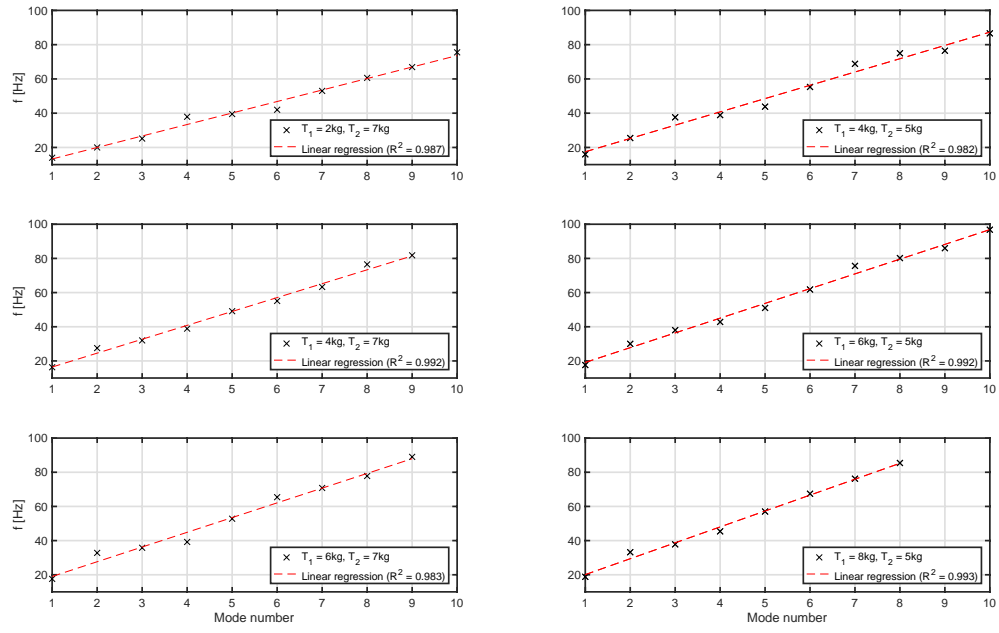 100
80
60
40
20
f [Hz]
1 2 3 4 5 6 7 8 9 10
T1 = 2kg, T2 = 7kg
Linear regression (R2 = 0.987)
100
80
60
40
20
1 2 3 4 5 6 7 8 9 10
T1 = 4kg, T2 = 5kg
Linear regression (R2 = 0.982)
100
80
60
40
20
f [Hz]
1 2 3 4 5 6 7 8 9 10
T1 = 4kg, T2 = 7kg
Linear regression (R2 = 0.992)
100
80
60
40
20
1 2 3 4 5 6 7 8 9 10
T1 = 6kg, T2 = 5kg
Linear regression (R2 = 0.992)
100
80
60
40
20
f [Hz]
1 2 3 4 5 6 7 8 9 10
Mode number
T1 = 6kg, T2 = 7kg
Linear regression (R2 = 0.983)
100
80
60
40
20
1 2 3 4 5 6 7 8 9 10
Mode number
T1 = 8kg, T2 = 5kg
Linear regression (R2 = 0.993)